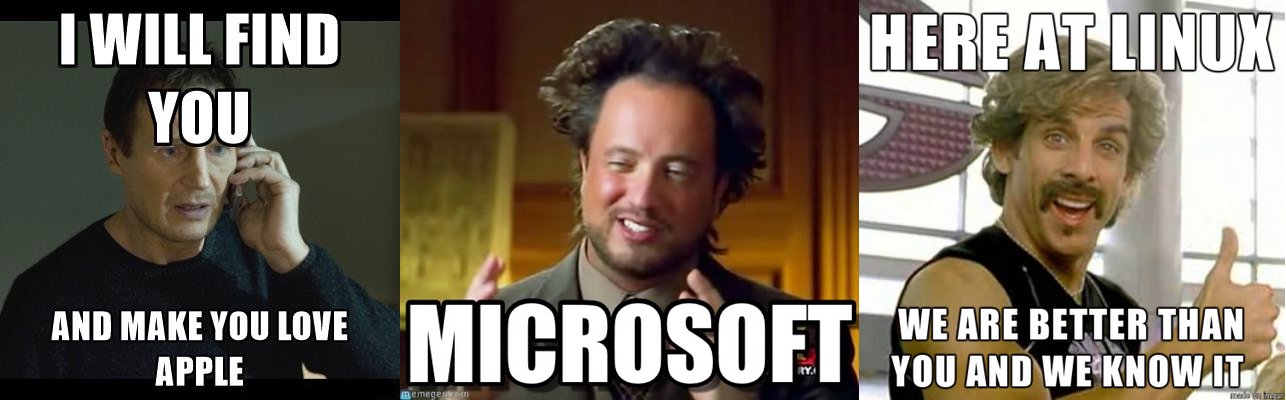 I WILL FIND
YOU
AND MAKE YOU LOVE
APPLE
MICROSOFT
RY.
memegen.com
HERE AT LINUX
WE ARE BETTER THAN
YOU AND WE KNOW IT
made on imgur